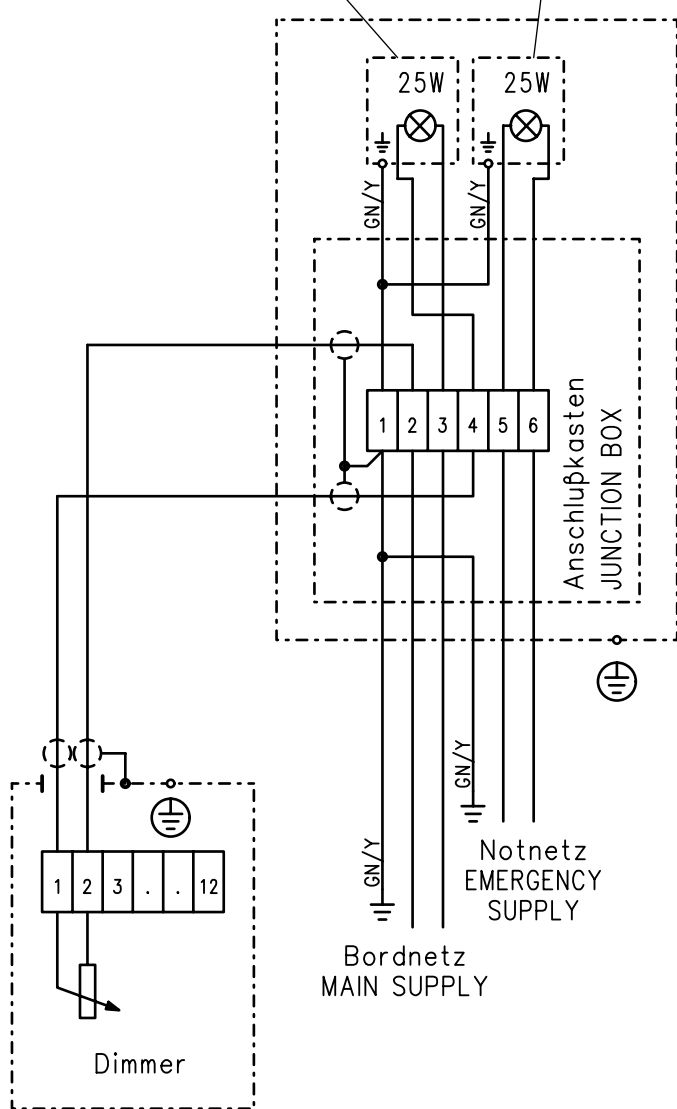 25W
25W
GN/Y
GN/Y
1 2 3 4 5 6
Anschlußkasten
JUNCTION BOX
GN/Y
GN/Y
Notnetz
EMERGENCY
SUPPLY
1 2 3 . . 12
Bordnetz
MAIN SUPPLY
Dimmer